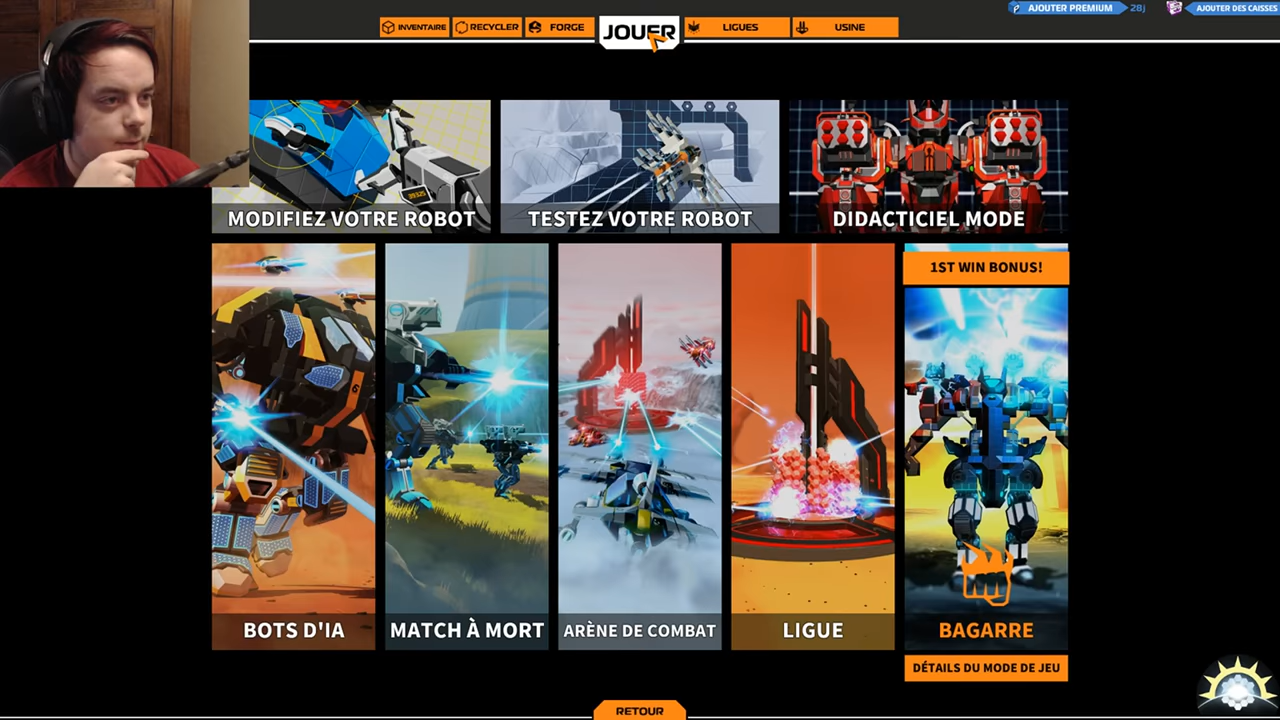 AJOUTER PREMIUM 28j AJOUTER DES CAISSES
INVENTAIRE RECYCLER FORGE JOUER LIGUES USINE
MODIFIEZ VOTRE ROBOT TESTEZ VOTRE ROBOT DIDACTICIEL MODE
1ST WIN BONUS!
BOTS D'IA MATCH À MORT ARÈNE DE COMBAT LIGUE BAGARRE
DÉTAILS DU MODE DE JEU
RETOUR